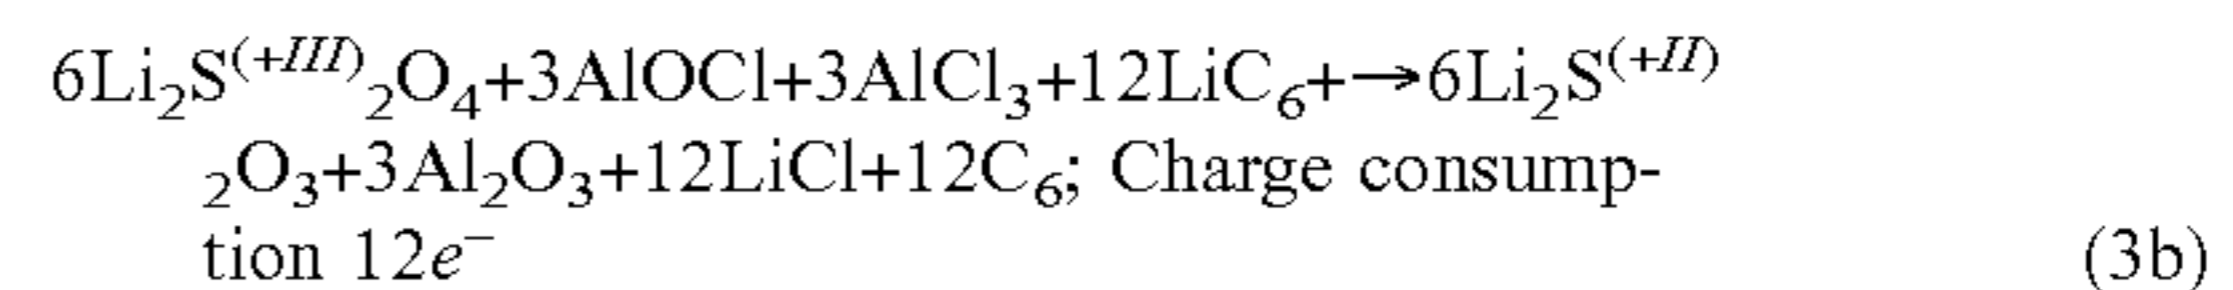 6Li₂S⁽⁺ᴵᴵᴵ⁾₂O₄+3AlOCl+3AlCl₃+12LiC₆+→6Li₂S⁽⁺ᴵᴵ⁾
₂O₃+3Al₂O₃+12LiCl+12C₆; Charge consump-
tion 12e⁻ (3b)